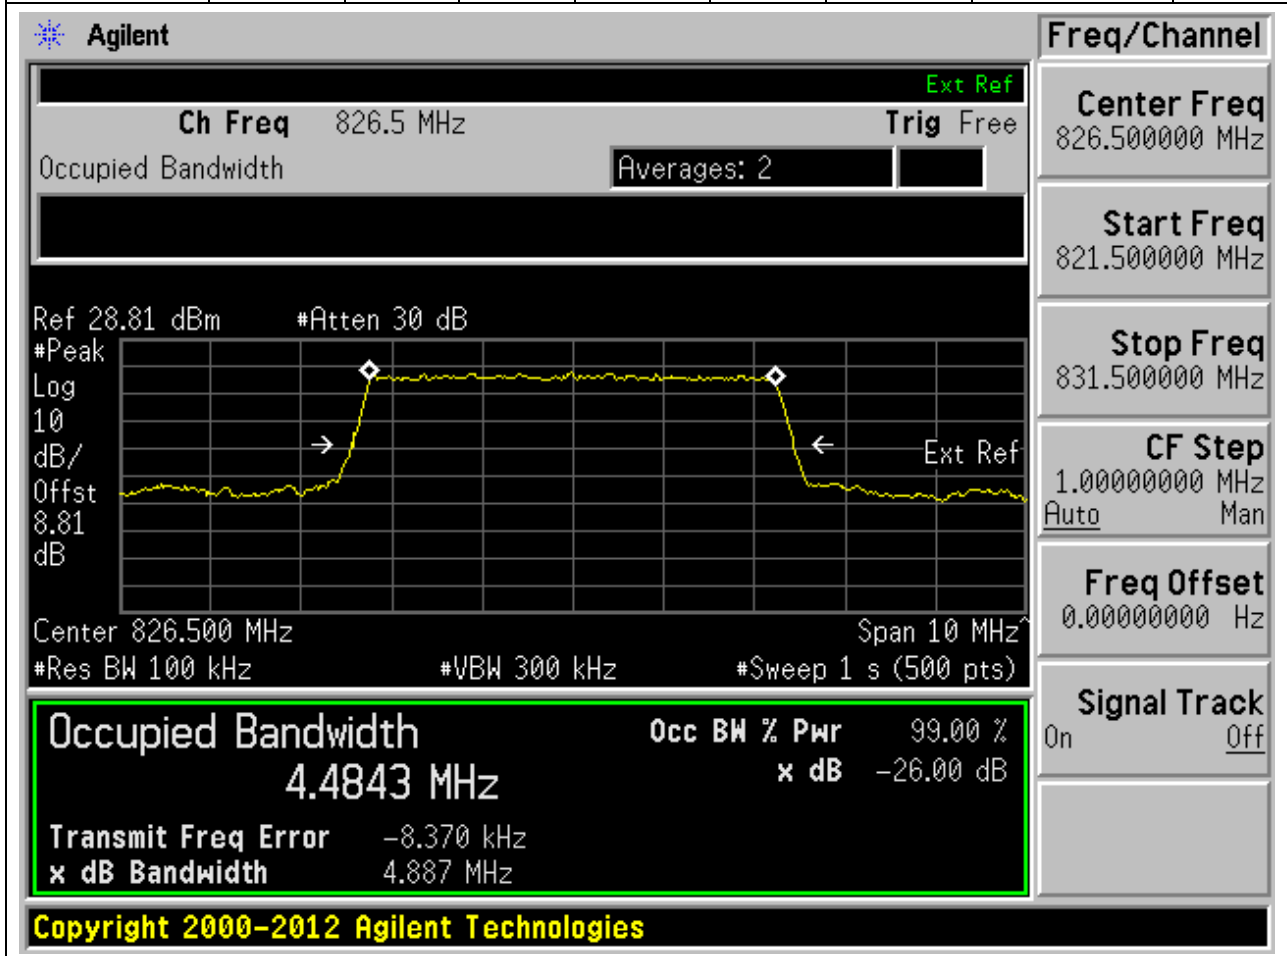 Agilent
Freq/Channel
Ext Ref
Ch Freq 826.5 MHz Trig Free
Occupied Bandwidth Averages: 2
Center Freq
826.500000 MHz
Start Freq
821.500000 MHz
Stop Freq
831.500000 MHz
CF Step
1.00000000 MHz
Auto Man
Freq Offset
0.00000000 Hz
Signal Track
On Off
Ref 28.81 dBm #Atten 30 dB
#Peak
Log
10
dB/
Offst
8.81
dB
Ext Ref
Center 826.500 MHz Span 10 MHz^
#Res BW 100 kHz #VBW 300 kHz #Sweep 1 s (500 pts)
Occupied Bandwidth
4.4843 MHz
Occ BW % Pwr 99.00 %
x dB -26.00 dB
Transmit Freq Error -8.370 kHz
x dB Bandwidth 4.887 MHz
Copyright 2000-2012 Agilent Technologies